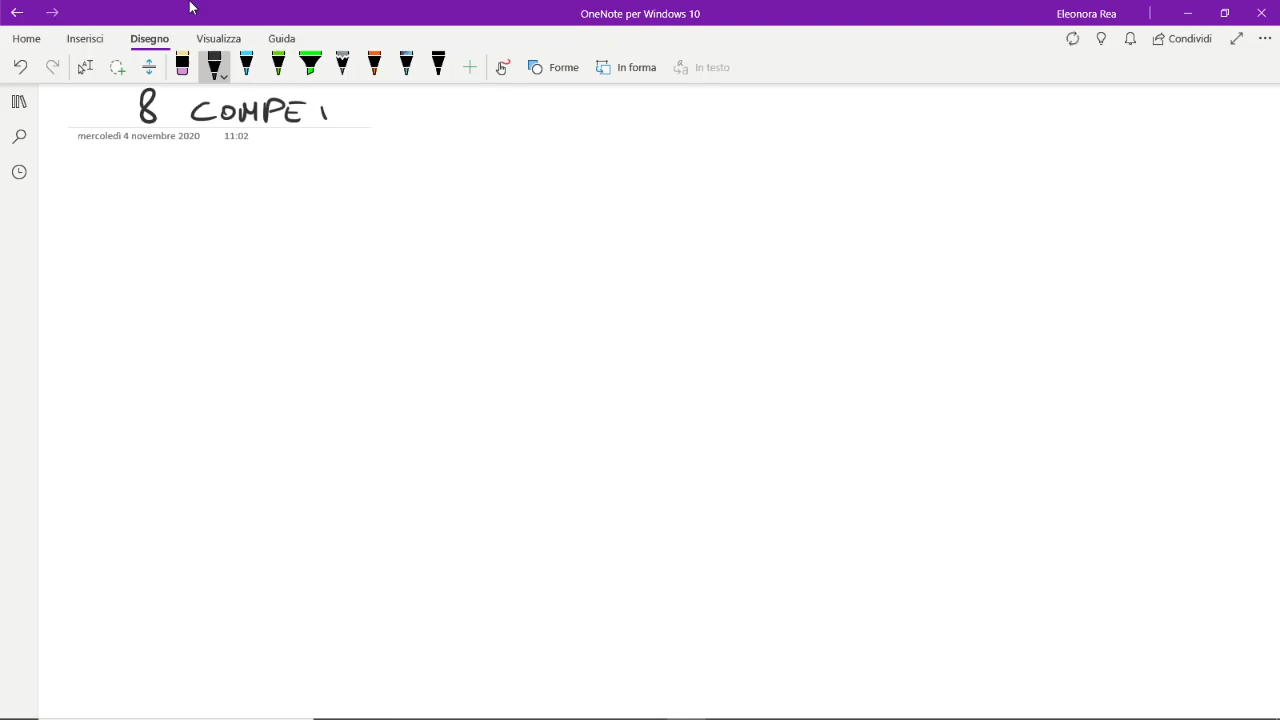 OneNote per Windows 10
Eleonora Rea
Home Inserisci Disegno Visualizza Guida
Condividi
Forme In forma In testo
8 COMPE
mercoledì 4 novembre 2020 11:02